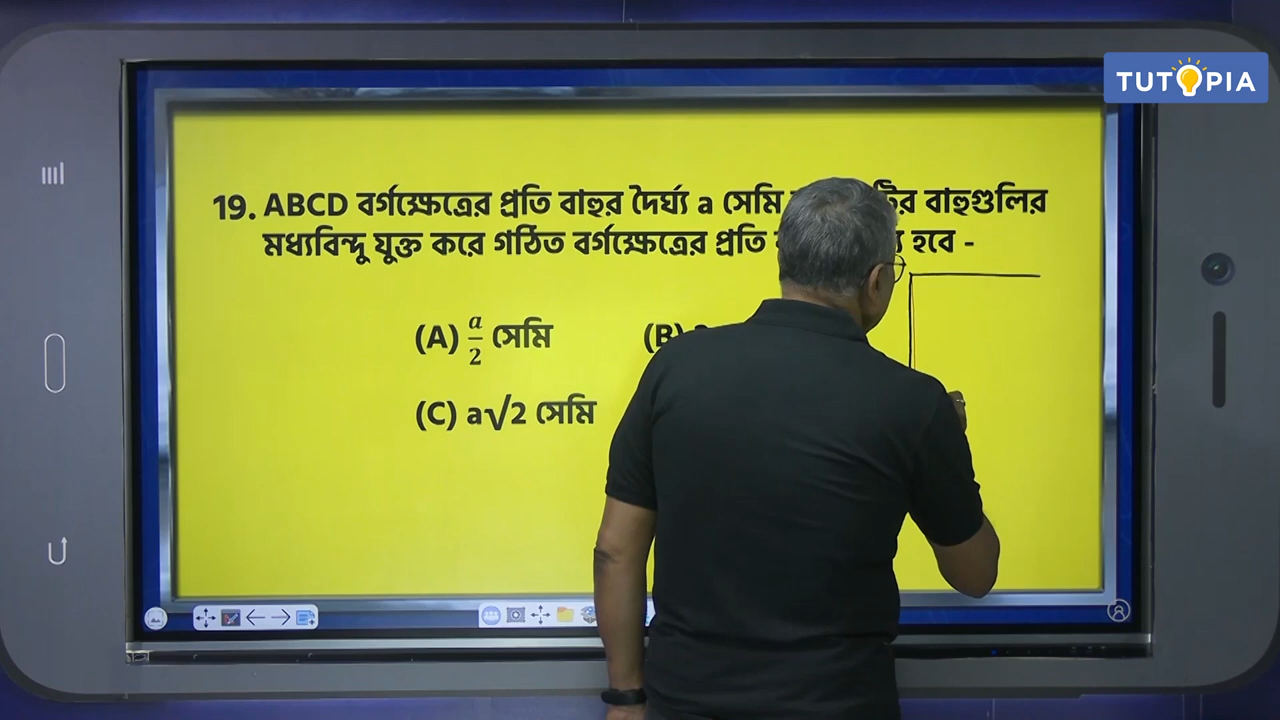 TUTOPIA
19. ABCD বর্গক্ষেত্রের প্রতি বাহুর দৈর্ঘ্য a সেমি বাহুগুলির
মধ্যবিন্দু যুক্ত করে গঠিত বর্গক্ষেত্রের প্রতি হবে -
(A) a/2 সেমি (B)
(C) a√2 সেমি